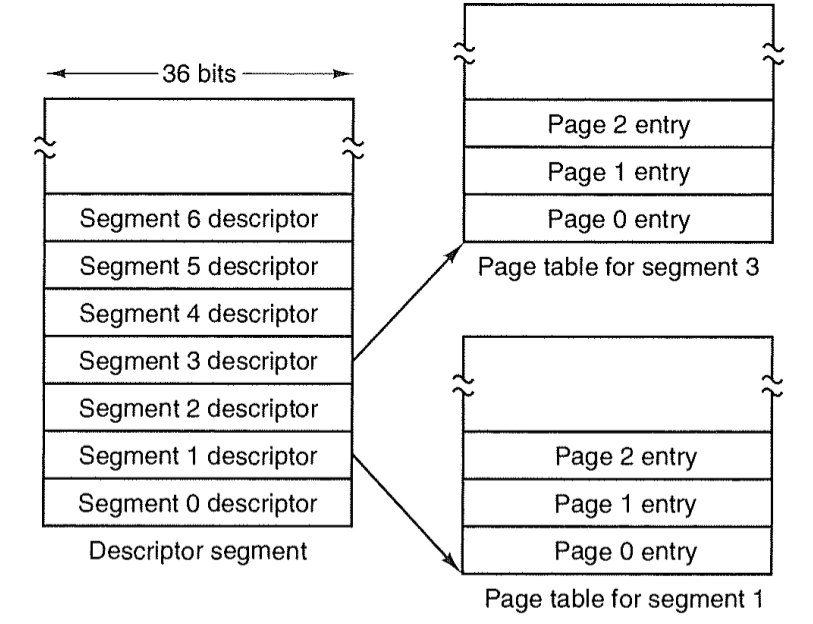 36 bits
Segment 6 descriptor
Segment 5 descriptor
Segment 4 descriptor
Segment 3 descriptor
Segment 2 descriptor
Segment 1 descriptor
Segment 0 descriptor
Descriptor segment
Page 2 entry
Page 1 entry
Page 0 entry
Page table for segment 3
Page 2 entry
Page 1 entry
Page 0 entry
Page table for segment 1